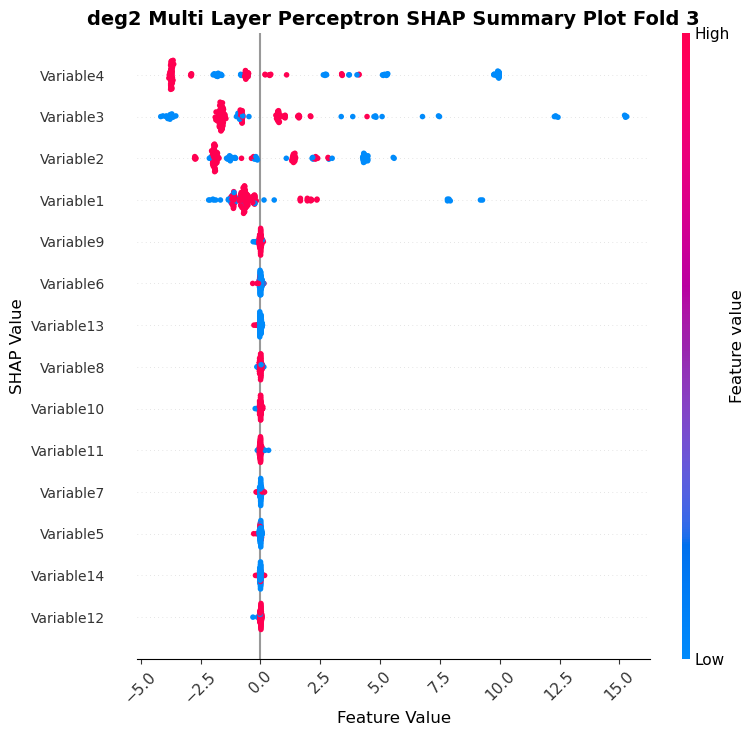 deg2 Multi Layer Perceptron SHAP Summary Plot Fold 3
High
Variable4
Variable3
Variable2
Variable1
Variable9
Variable6
Variable13
Variable8
Variable10
Variable11
Variable7
Variable5
Variable14
Variable12
SHAP Value
Feature value
Low
−5.0
−2.5
0.0
2.5
5.0
7.5
10.0
12.5
15.0
Feature Value